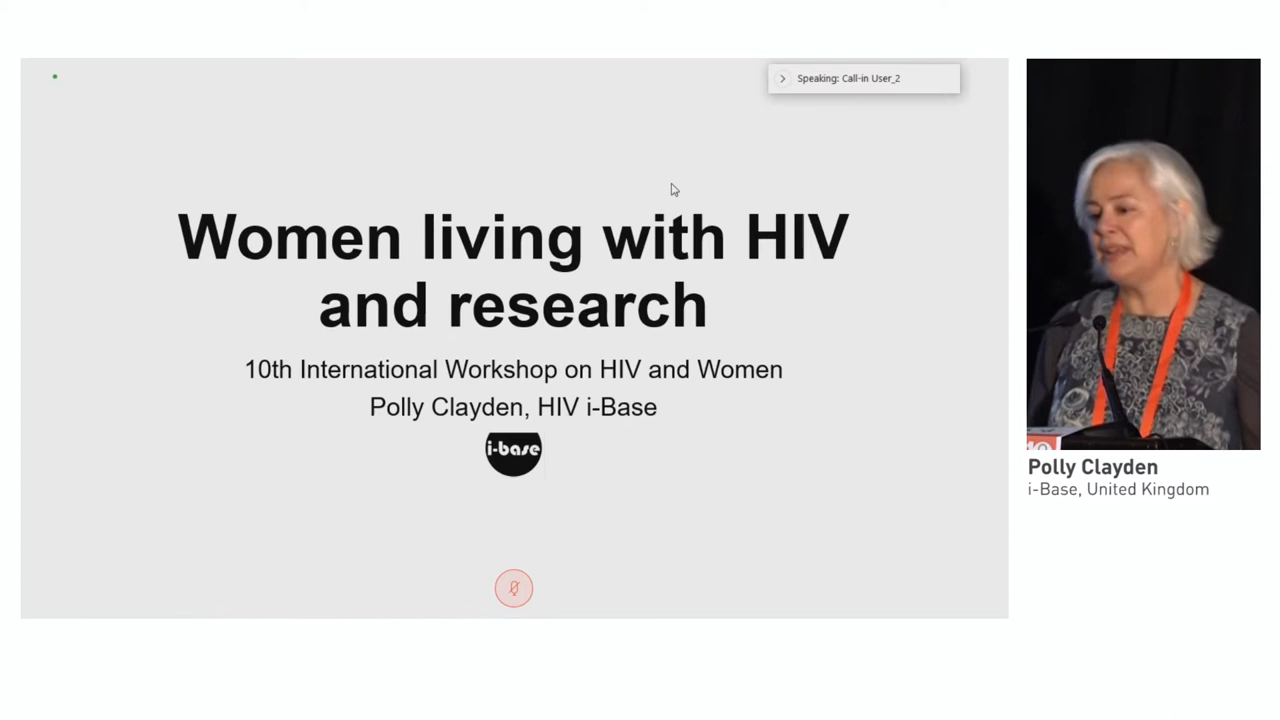 Speaking: Call-in User_2
Women living with HIV
and research
10th International Workshop on HIV and Women
Polly Clayden, HIV i-Base
i-base
Polly Clayden
i-Base, United Kingdom